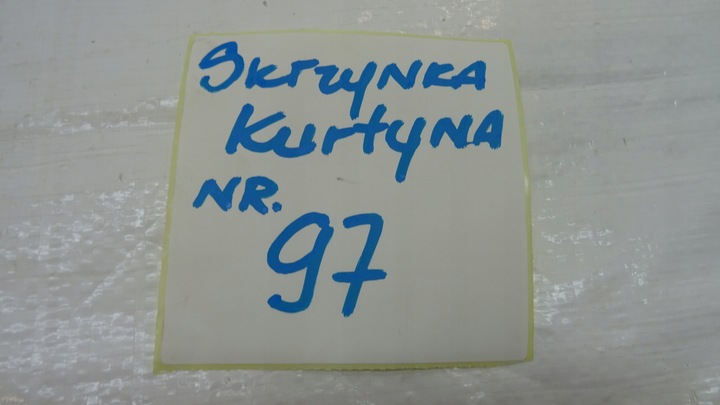 SKrzyNKA
KurtyNA
NR.
97